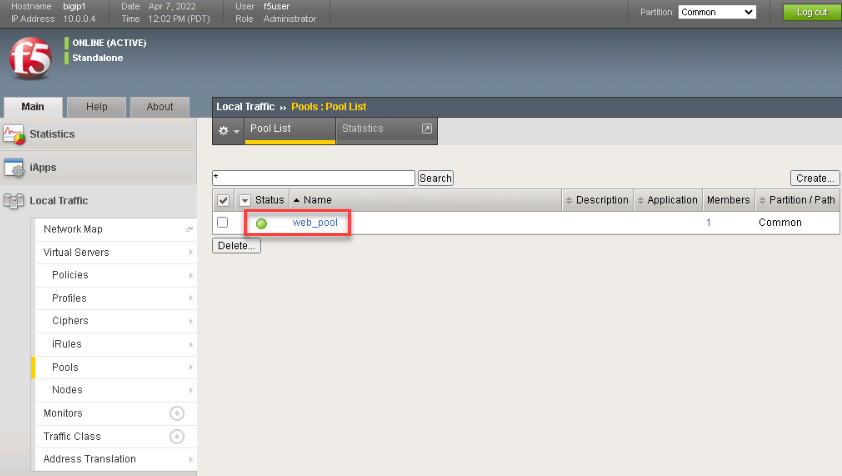 Hostname bigip1 Date Apr 7, 2022 User f5user
IP Address 10.0.0.4 Time 12:02 PM (PDT) Role Administrator
Partition: Common Log out
f5
ONLINE (ACTIVE)
Standalone
Main Help About
Local Traffic ›› Pools : Pool List
Pool List Statistics
Statistics
iApps
Local Traffic
Network Map
Virtual Servers
Policies
Profiles
Ciphers
iRules
Pools
Nodes
Monitors
Traffic Class
Address Translation
* Search Create...
Status Name Description Application Members Partition / Path
web_pool 1 Common
Delete...